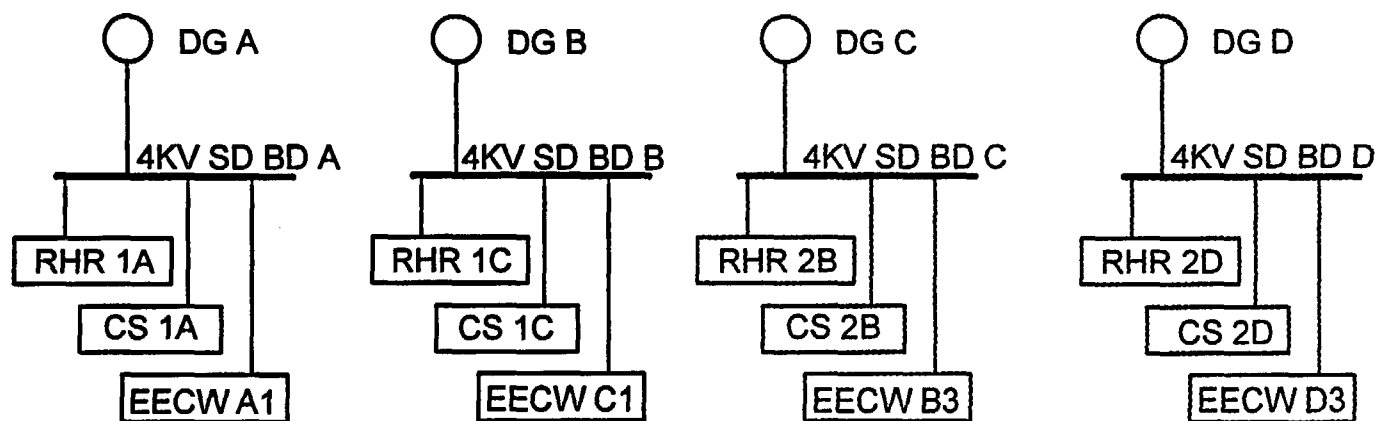 DG A
DG B
DG C
DG D
4KV SD BD A
4KV SD BD B
4KV SD BD C
4KV SD BD D
RHR 1A
RHR 1C
RHR 2B
RHR 2D
CS 1A
CS 1C
CS 2B
CS 2D
EECW A1
EECW C1
EECW B3
EECW D3